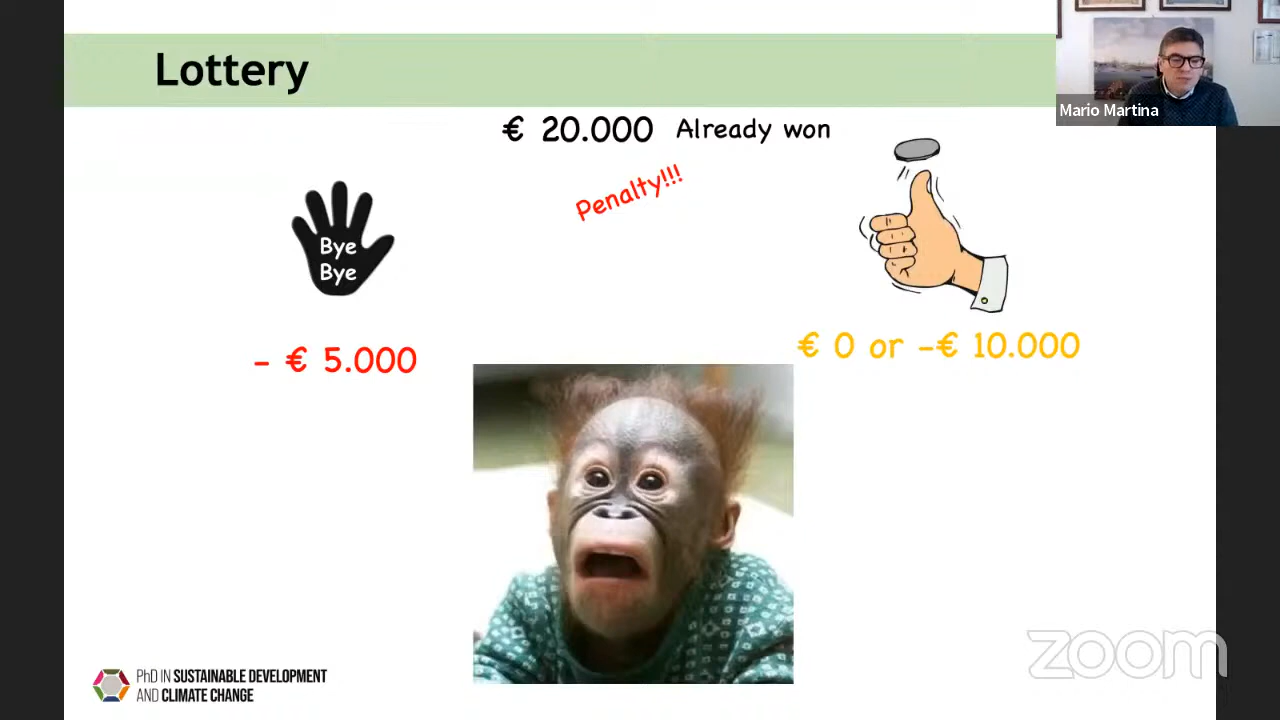 Lottery
Mario Martina
€ 20.000 Already won
Penalty!!!
Bye
Bye
- € 5.000
€ 0 or -€ 10.000
PhD IN SUSTAINABLE DEVELOPMENT
AND CLIMATE CHANGE
zoom